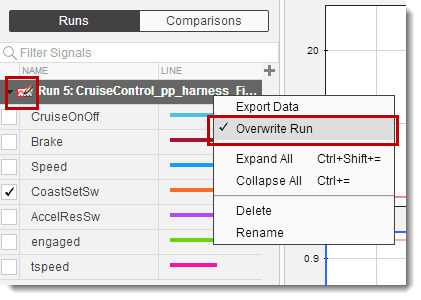 Runs Comparisons
Filter Signals
NAME LINE
Run 5: CruiseControl_pp_harness_Fi...
CruiseOnOff
Brake
Speed
CoastSetSw
AccelResSw
engaged
tspeed
Export Data
Overwrite Run
Expand All Ctrl+Shift+=
Collapse All Ctrl+=
Delete
Rename
20
0.9